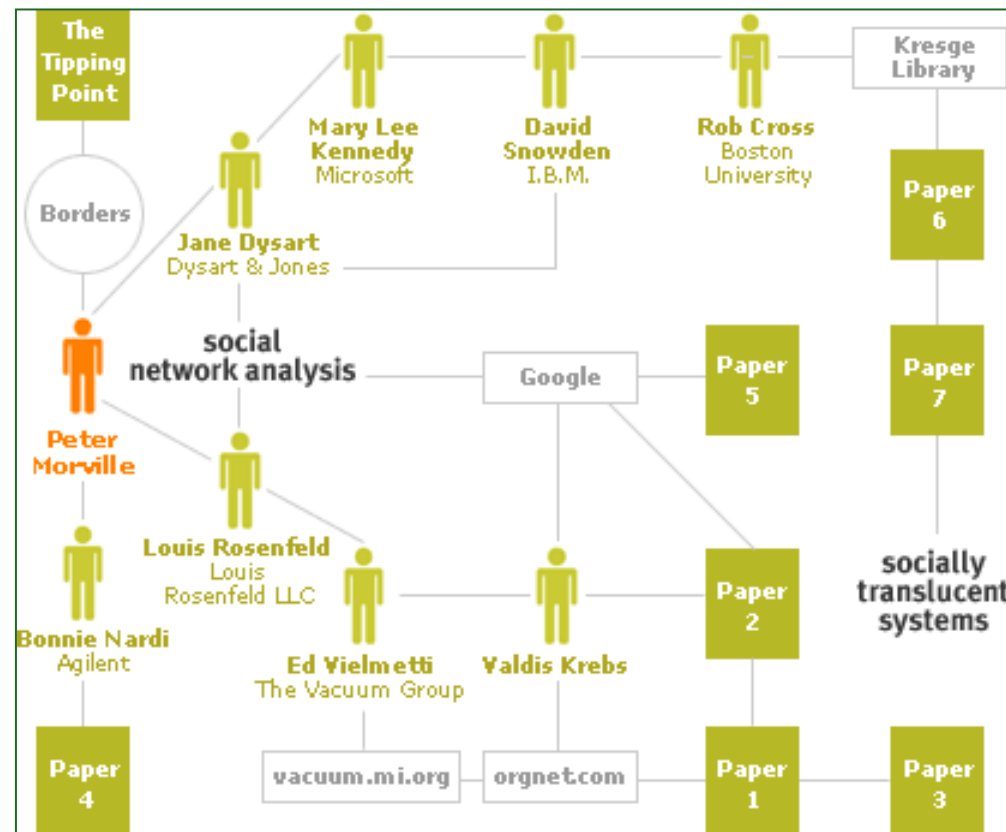 The
Tipping
Point
Mary Lee
Kennedy
Microsoft
David
Snowden
I.B.M.
Rob Cross
Boston
University
Kresge
Library
Borders
Jane Dysart
Dysart & Jones
Paper
6
Peter
Morville
social
network analysis
Google
Paper
5
Paper
7
Louis Rosenfeld
Louis
Rosenfeld LLC
Bonnie Nardi
Agilent
Ed Vielmetti
The Vacuum Group
Valdis Krebs
Paper
2
socially
translucent
systems
Paper
4
vacuum.mi.org
orgnet.com
Paper
1
Paper
3